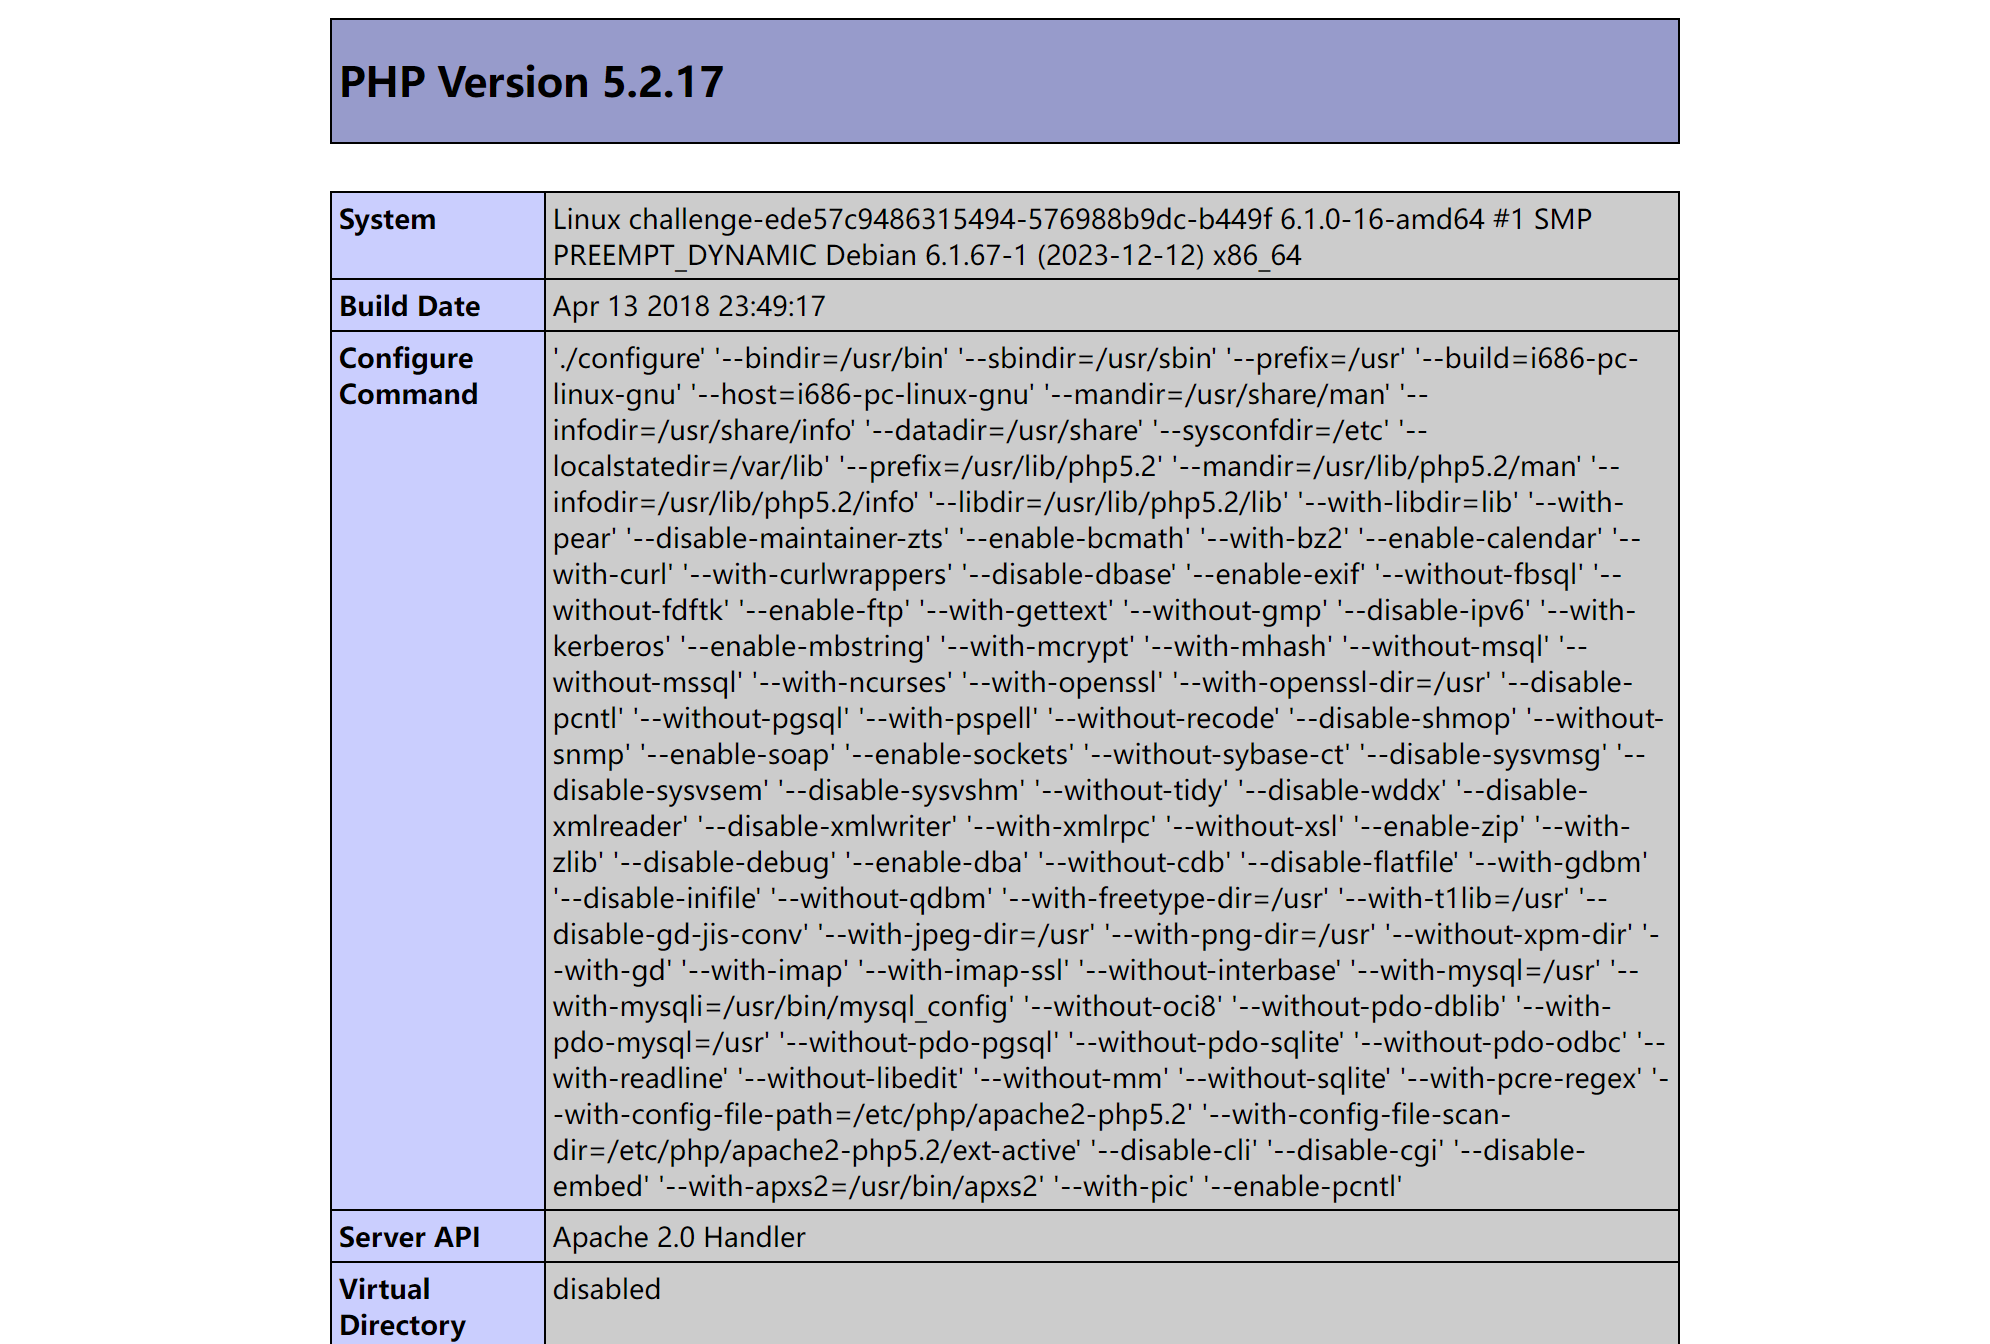 PHP Version 5.2.17
System
Linux challenge-ede57c9486315494-576988b9dc-b449f 6.1.0-16-amd64 #1 SMP
PREEMPT_DYNAMIC Debian 6.1.67-1 (2023-12-12) x86_64
Build Date
Apr 13 2018 23:49:17
Configure
Command
'./configure' '--bindir=/usr/bin' '--sbindir=/usr/sbin' '--prefix=/usr' '--build=i686-pc-
linux-gnu' '--host=i686-pc-linux-gnu' '--mandir=/usr/share/man' '--
infodir=/usr/share/info' '--datadir=/usr/share' '--sysconfdir=/etc' '--
localstatedir=/var/lib' '--prefix=/usr/lib/php5.2' '--mandir=/usr/lib/php5.2/man' '--
infodir=/usr/lib/php5.2/info' '--libdir=/usr/lib/php5.2/lib' '--with-libdir=lib' '--with-
pear' '--disable-maintainer-zts' '--enable-bcmath' '--with-bz2' '--enable-calendar' '--
with-curl' '--with-curlwrappers' '--disable-dbase' '--enable-exif' '--without-fbsql' '--
without-fdftk' '--enable-ftp' '--with-gettext' '--without-gmp' '--disable-ipv6' '--with-
kerberos' '--enable-mbstring' '--with-mcrypt' '--with-mhash' '--without-msql' '--
without-mssql' '--with-ncurses' '--with-openssl' '--with-openssl-dir=/usr' '--disable-
pcntl' '--without-pgsql' '--with-pspell' '--without-recode' '--disable-shmop' '--without-
snmp' '--enable-soap' '--enable-sockets' '--without-sybase-ct' '--disable-sysvmsg' '--
disable-sysvsem' '--disable-sysvshm' '--without-tidy' '--disable-wddx' '--disable-
xmlreader' '--disable-xmlwriter' '--with-xmlrpc' '--without-xsl' '--enable-zip' '--with-
zlib' '--disable-debug' '--enable-dba' '--without-cdb' '--disable-flatfile' '--with-gdbm'
'--disable-inifile' '--without-qdbm' '--with-freetype-dir=/usr' '--with-t1lib=/usr' '--
disable-gd-jis-conv' '--with-jpeg-dir=/usr' '--with-png-dir=/usr' '--without-xpm-dir' '-
-with-gd' '--with-imap' '--with-imap-ssl' '--without-interbase' '--with-mysql=/usr' '--
with-mysqli=/usr/bin/mysql_config' '--without-oci8' '--without-pdo-dblib' '--with-
pdo-mysql=/usr' '--without-pdo-pgsql' '--without-pdo-sqlite' '--without-pdo-odbc' '--
with-readline' '--without-libedit' '--without-mm' '--without-sqlite' '--with-pcre-regex' '-
-with-config-file-path=/etc/php/apache2-php5.2' '--with-config-file-scan-
dir=/etc/php/apache2-php5.2/ext-active' '--disable-cli' '--disable-cgi' '--disable-
embed' '--with-apxs2=/usr/bin/apxs2' '--with-pic' '--enable-pcntl'
Server API
Apache 2.0 Handler
Virtual
Directory
disabled